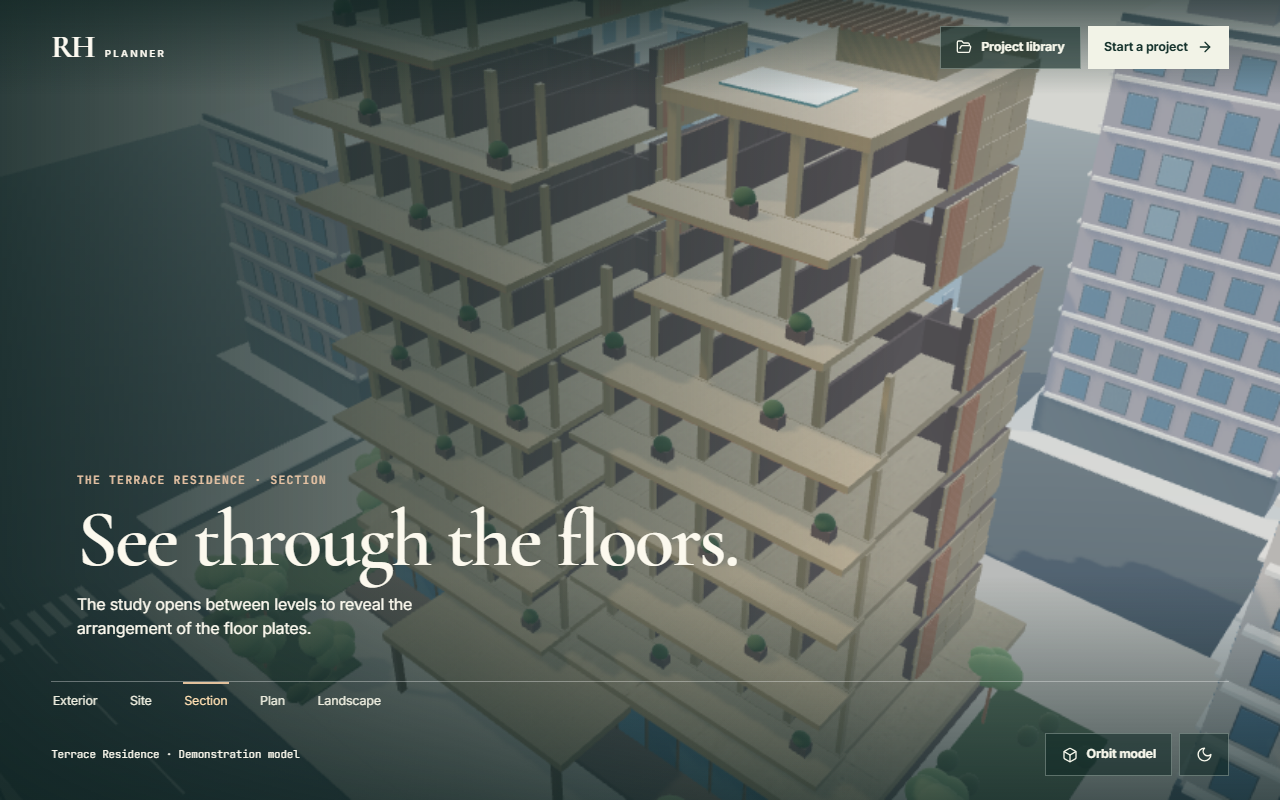 RH PLANNER
Project library
Start a project
THE TERRACE RESIDENCE · SECTION
See through the floors.
The study opens between levels to reveal the
arrangement of the floor plates.
Exterior Site Section Plan Landscape
Terrace Residence · Demonstration model
Orbit model